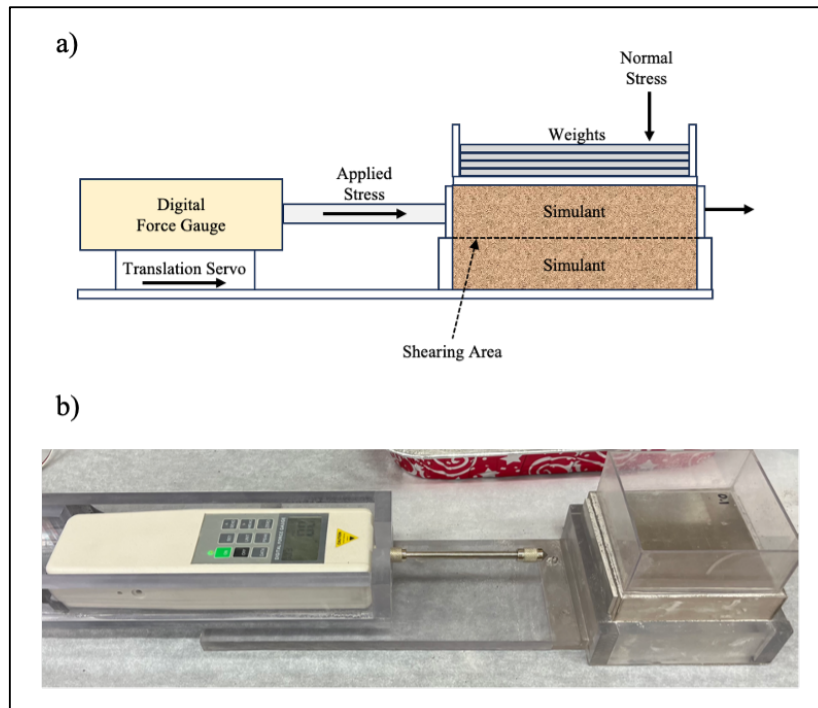 a)
Normal
Stress
Weights
Applied
Stress
Digital
Force Gauge
Simulant
Translation Servo
Simulant
Shearing Area
b)